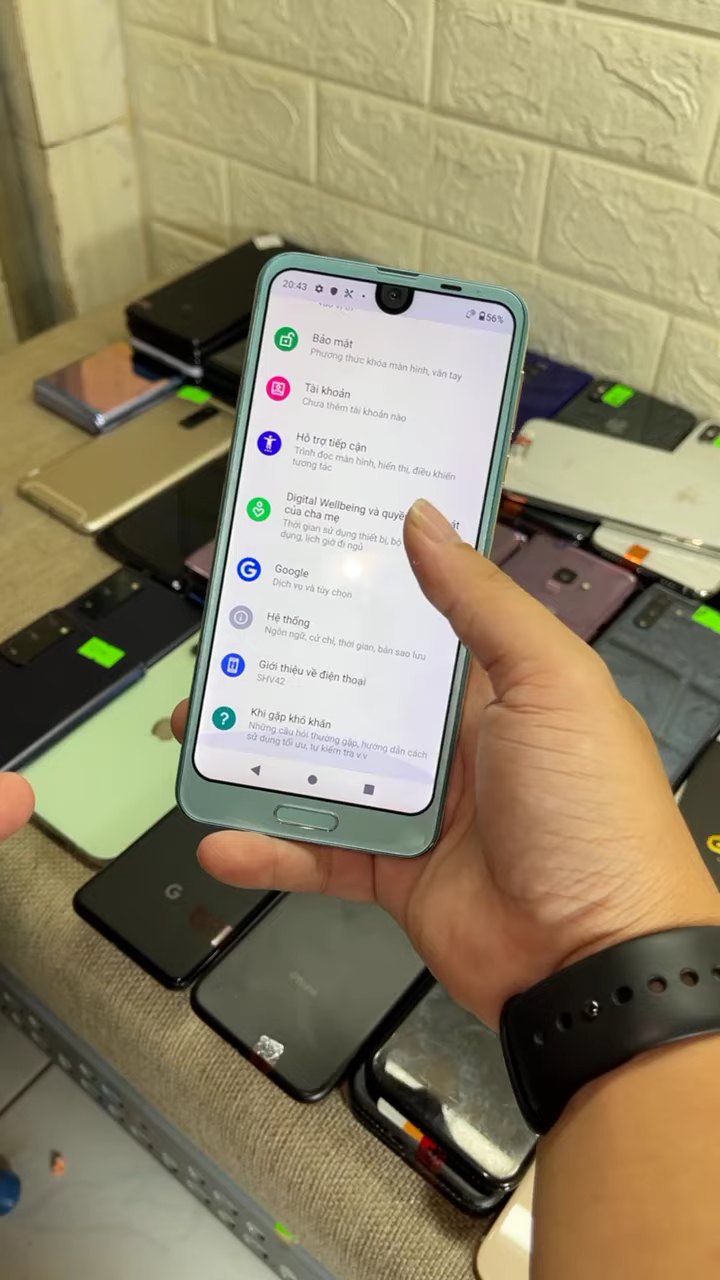 20:43
56%
Bảo mật
Phương thức khóa màn hình, vân tay
Tài khoản
Chưa thêm tài khoản nào
Hỗ trợ tiếp cận
Trình đọc màn hình, hiển thị, điều khiển
tương tác
Digital Wellbeing và quyề
của cha mẹ
Thời gian sử dụng thiết bị, bộ
dụng, lịch giờ đi ngủ
Google
Dịch vụ và tùy chọn
Hệ thống
Ngôn ngữ, cử chỉ, thời gian, bản sao lưu
Giới thiệu về điện thoại
SHV42
Khi gặp khó khăn
Những câu hỏi thường gặp, hướng dẫn cách
sử dụng tối ưu, tự kiểm tra v.v